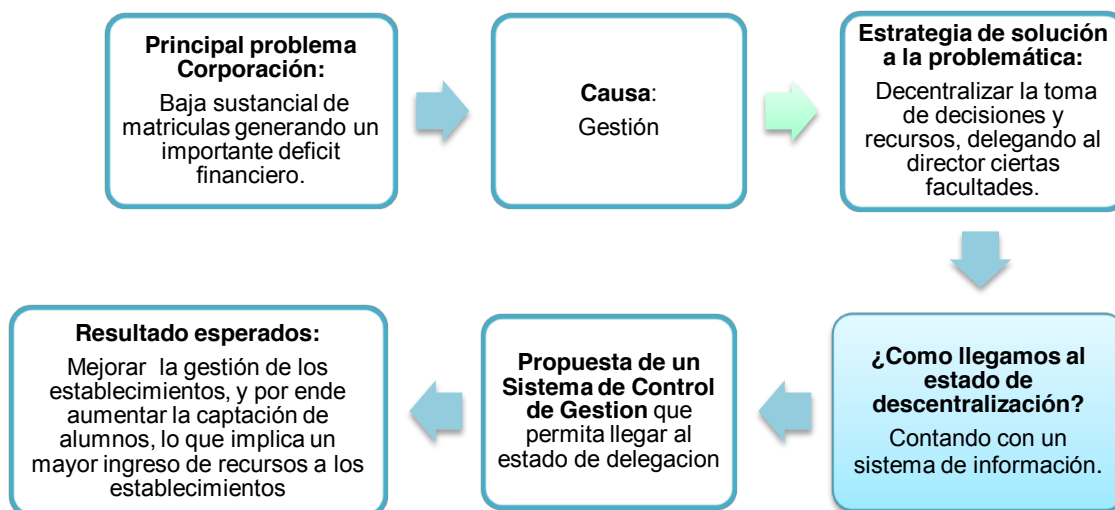 Principal problema
Corporación:
Baja sustancial de
matriculas generando un
importante deficit
financiero.
Causa:
Gestión
Estrategia de solución
a la problemática:
Decentralizar la toma
de decisiones y
recursos, delegando al
director ciertas
facultades.
¿Como llegamos al
estado de
descentralización?
Contando con un
sistema de información.
Propuesta de un
Sistema de Control
de Gestion que
permita llegar al
estado de delegacion
Resultado esperados:
Mejorar la gestión de los
establecimientos, y por ende
aumentar la captación de
alumnos, lo que implica un
mayor ingreso de recursos a los
establecimientos